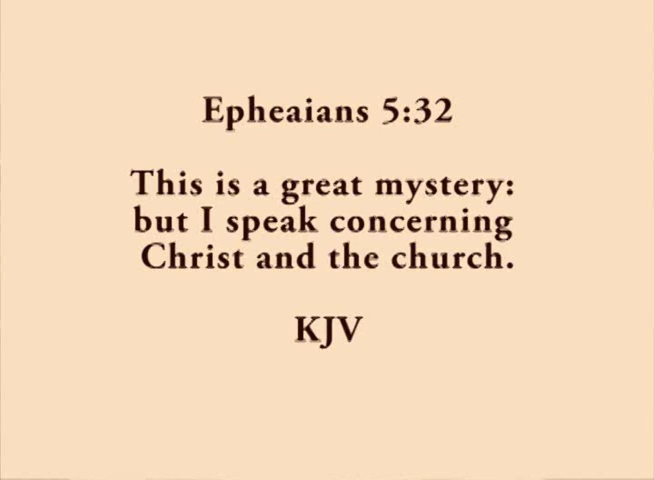 Epheaians 5:32
This is a great mystery:
but I speak concerning
Christ and the church.
KJV